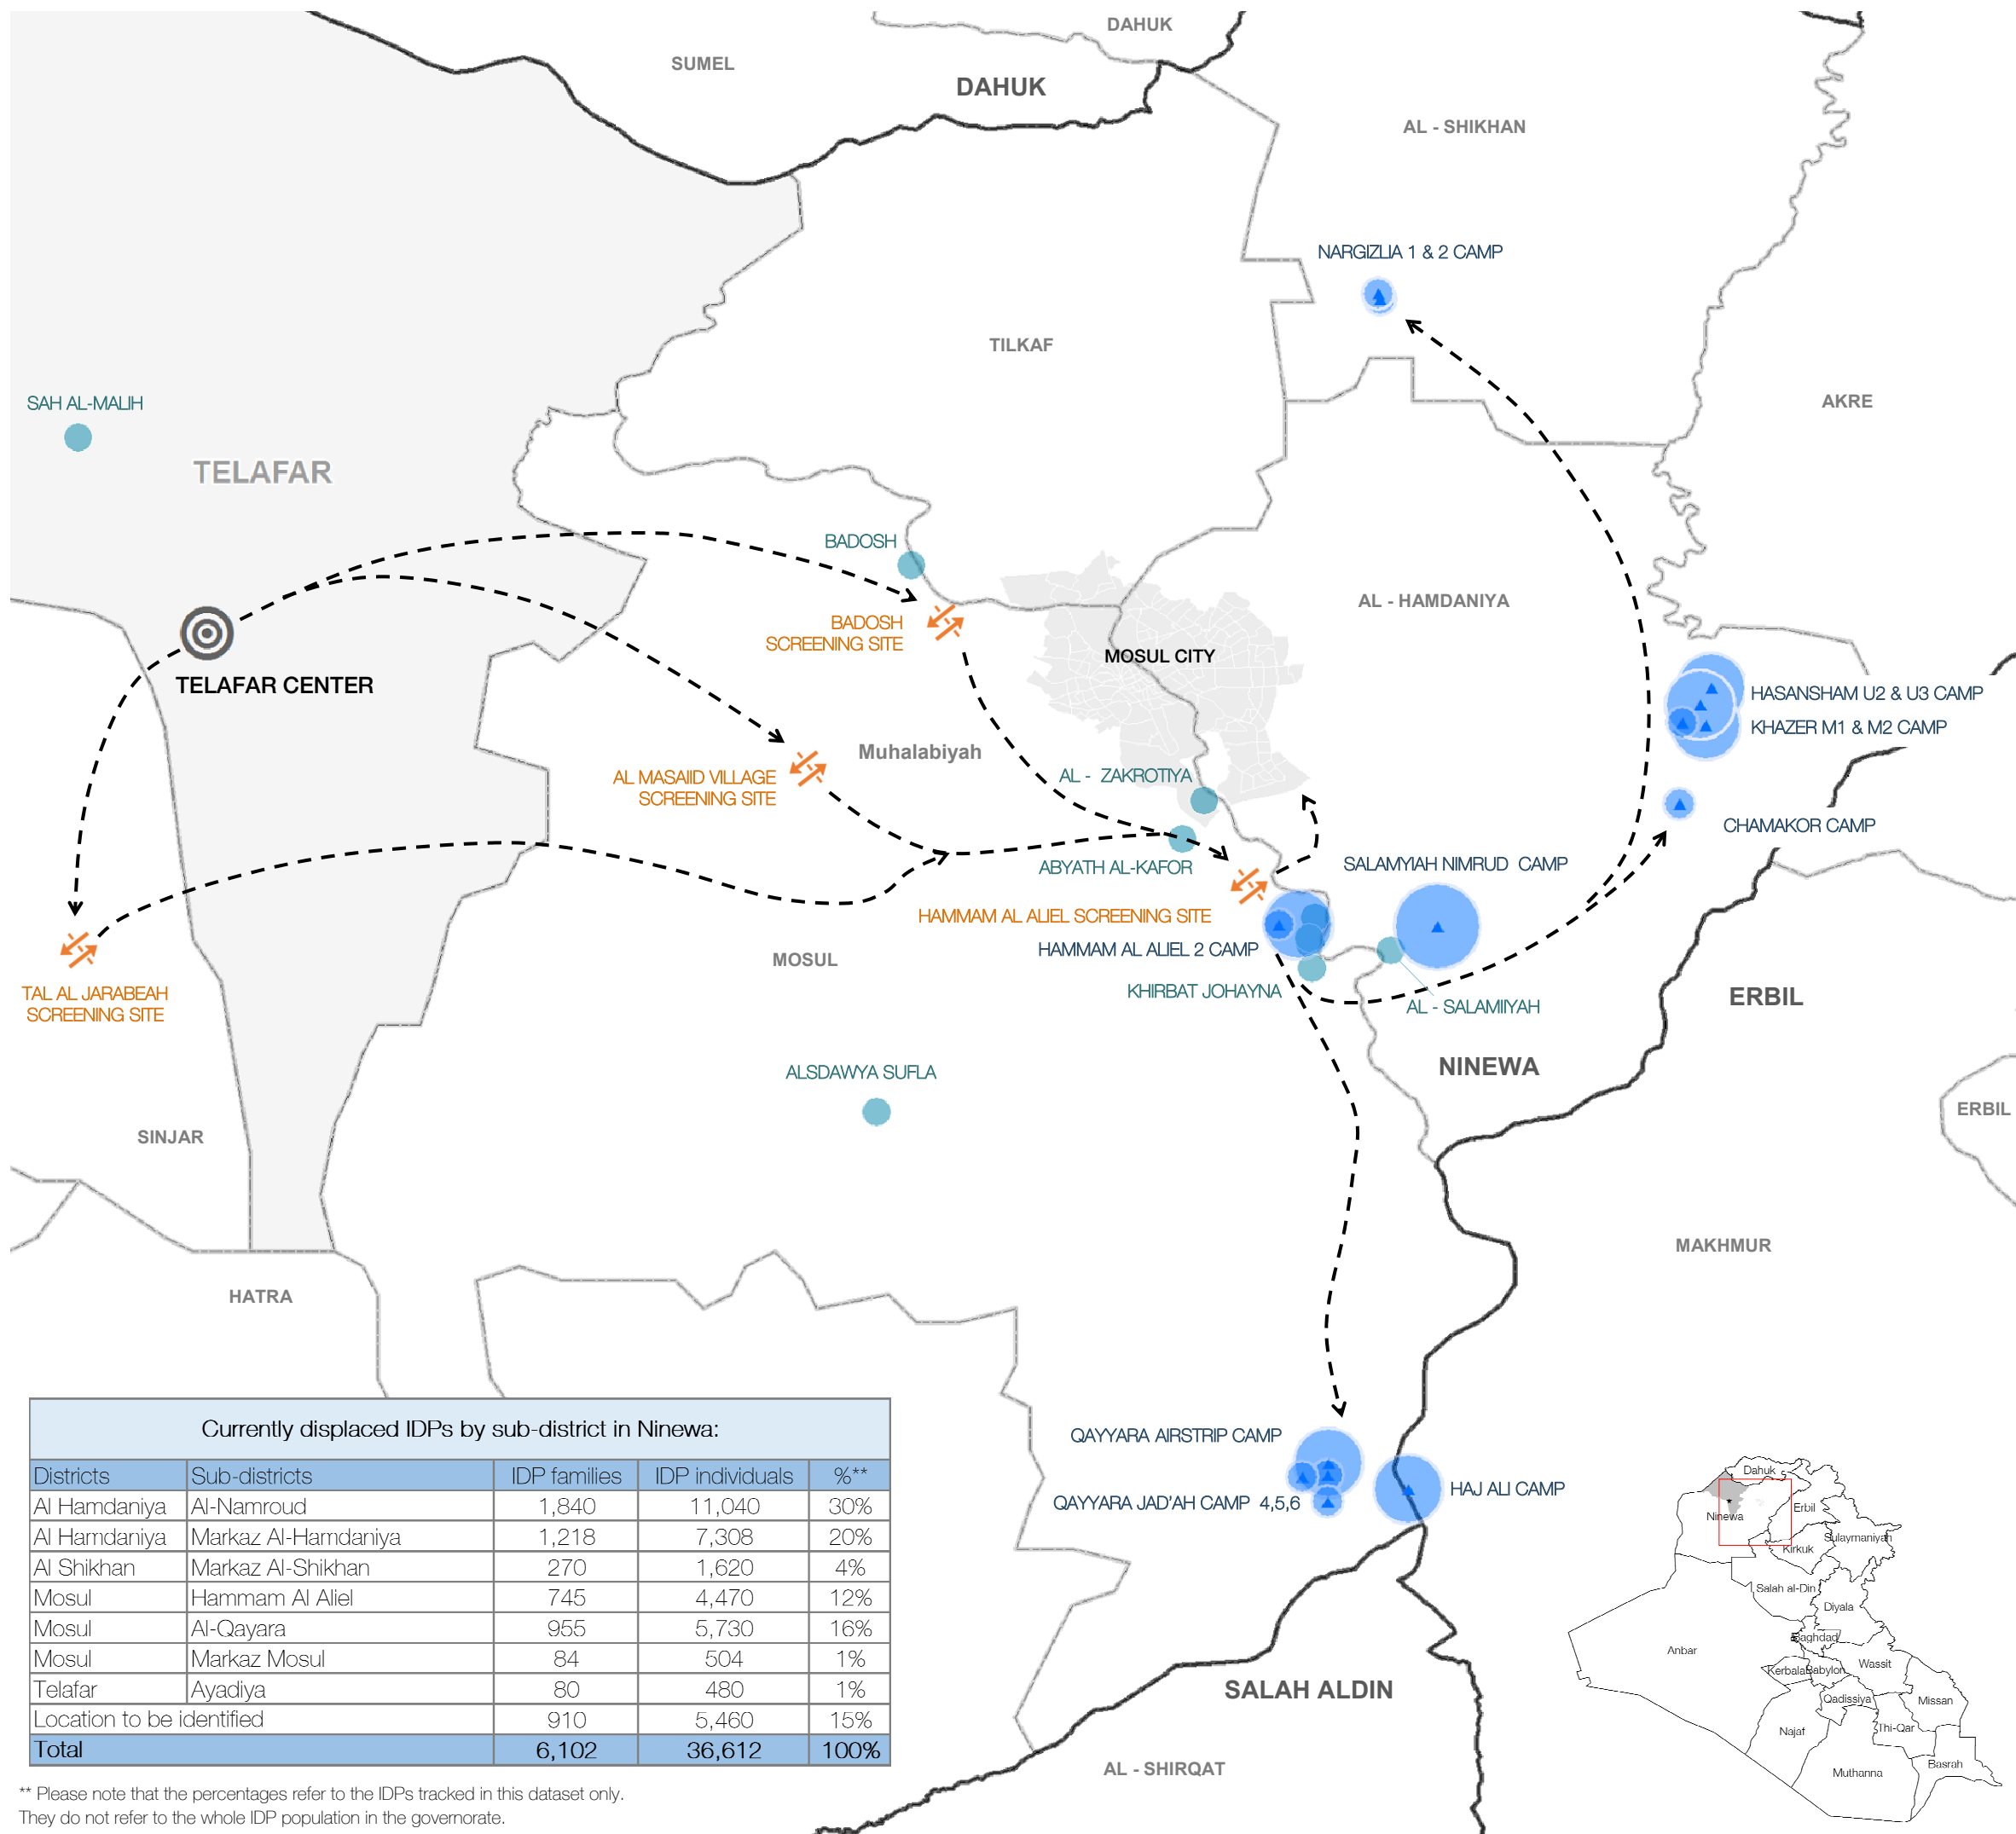 DAHUK
SUMEL
DAHUK
AL - SHIKHAN
NARGIZLIA 1 & 2 CAMP
TILKAF
SAH AL-MALIH
AKRE
TELAFAR
BADOSH
AL - HAMDANIYA
BADOSH
SCREENING SITE
MOSUL CITY
TELAFAR CENTER
HASANSHAM U2 & U3 CAMP
KHAZER M1 & M2 CAMP
Muhalabiyah
AL MASAIID VILLAGE
SCREENING SITE
AL - ZAKROTIYA
CHAMAKOR CAMP
ABYATH AL-KAFOR
SALAMYIAH NIMRUD CAMP
HAMMAM AL ALIEL SCREENING SITE
HAMMAM AL ALIEL 2 CAMP
MOSUL
TAL AL JARABEAH
SCREENING SITE
KHIRBAT JOHAYNA
AL - SALAMIIYAH
ERBIL
NINEWA
ALSDAWYA SUFLA
ERBIL
SINJAR
MAKHMUR
HATRA
QAYYARA AIRSTRIP CAMP
QAYYARA JAD'AH CAMP 4,5,6
HAJ ALI CAMP
SALAH ALDIN
AL - SHIRQAT
Currently displaced IDPs by sub-district in Ninewa:
Districts Sub-districts IDP families IDP individuals %**
Al Hamdaniya Al-Namroud 1,840 11,040 30%
Al Hamdaniya Markaz Al-Hamdaniya 1,218 7,308 20%
Al Shikhan Markaz Al-Shikhan 270 1,620 4%
Mosul Hammam Al Aliel 745 4,470 12%
Mosul Al-Qayara 955 5,730 16%
Mosul Markaz Mosul 84 504 1%
Telafar Ayadiya 80 480 1%
Location to be identified 910 5,460 15%
Total 6,102 36,612 100%
** Please note that the percentages refer to the IDPs tracked in this dataset only.
They do not refer to the whole IDP population in the governorate.
Dahuk
Erbil
Ninewa
Sulaymaniyah
Kirkuk
Salah al-Din
Diyala
Baghdad
Anbar
Kerbala
Babylon
Wassit
Qadissiya
Missan
Najaf
Thi-Qar
Basrah
Muthanna